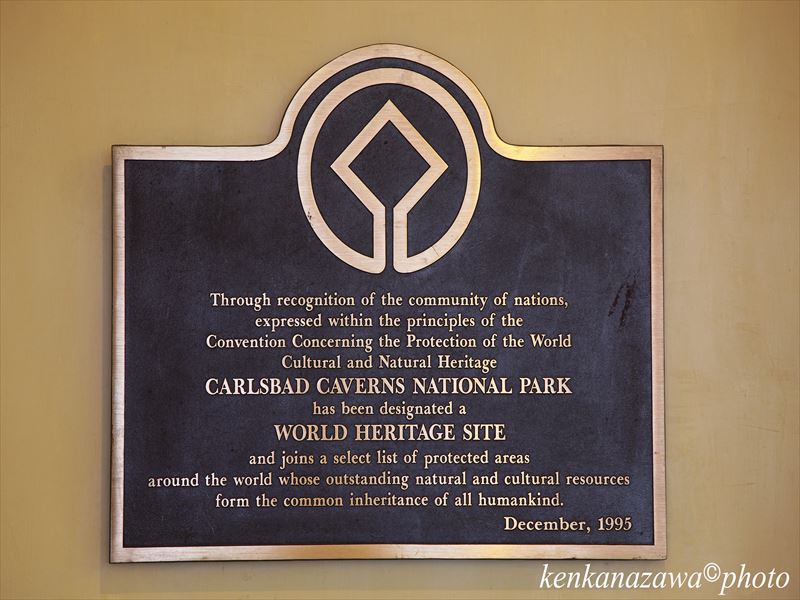 Through recognition of the community of nations,
expressed within the principles of the
Convention Concerning the Protection of the World
Cultural and Natural Heritage
CARLSBAD CAVERNS NATIONAL PARK
has been designated a
WORLD HERITAGE SITE
and joins a select list of protected areas
around the world whose outstanding natural and cultural resources
form the common inheritance of all humankind.
December, 1995
kenkanazawa©photo